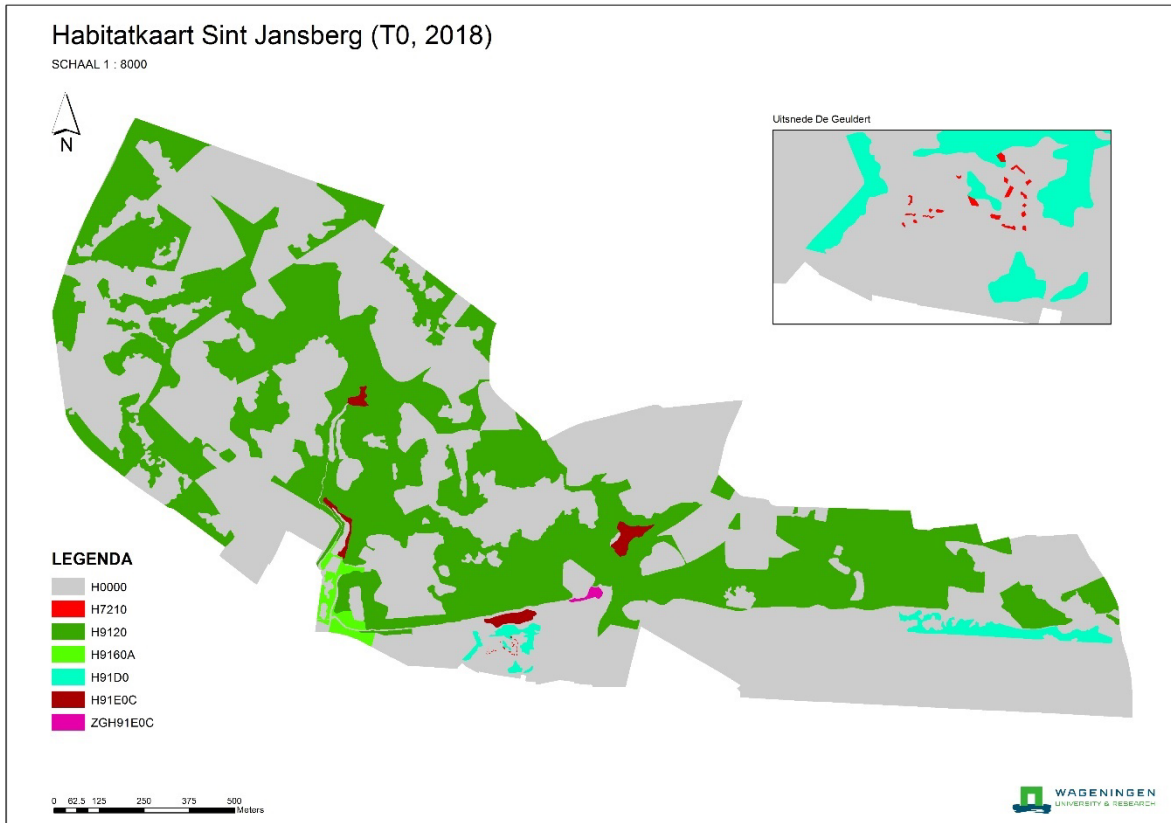 Habitatkaart Sint Jansberg (T0, 2018)
SCHAAL 1 : 8000
N
Uitsnede De Geuldert
LEGENDA
H0000
H7210
H9120
H9160A
H91D0
H91E0C
ZGH91E0C
0 62.5 125 250 375 500
Meters
WAGENINGEN
UNIVERSITY & RESEARCH